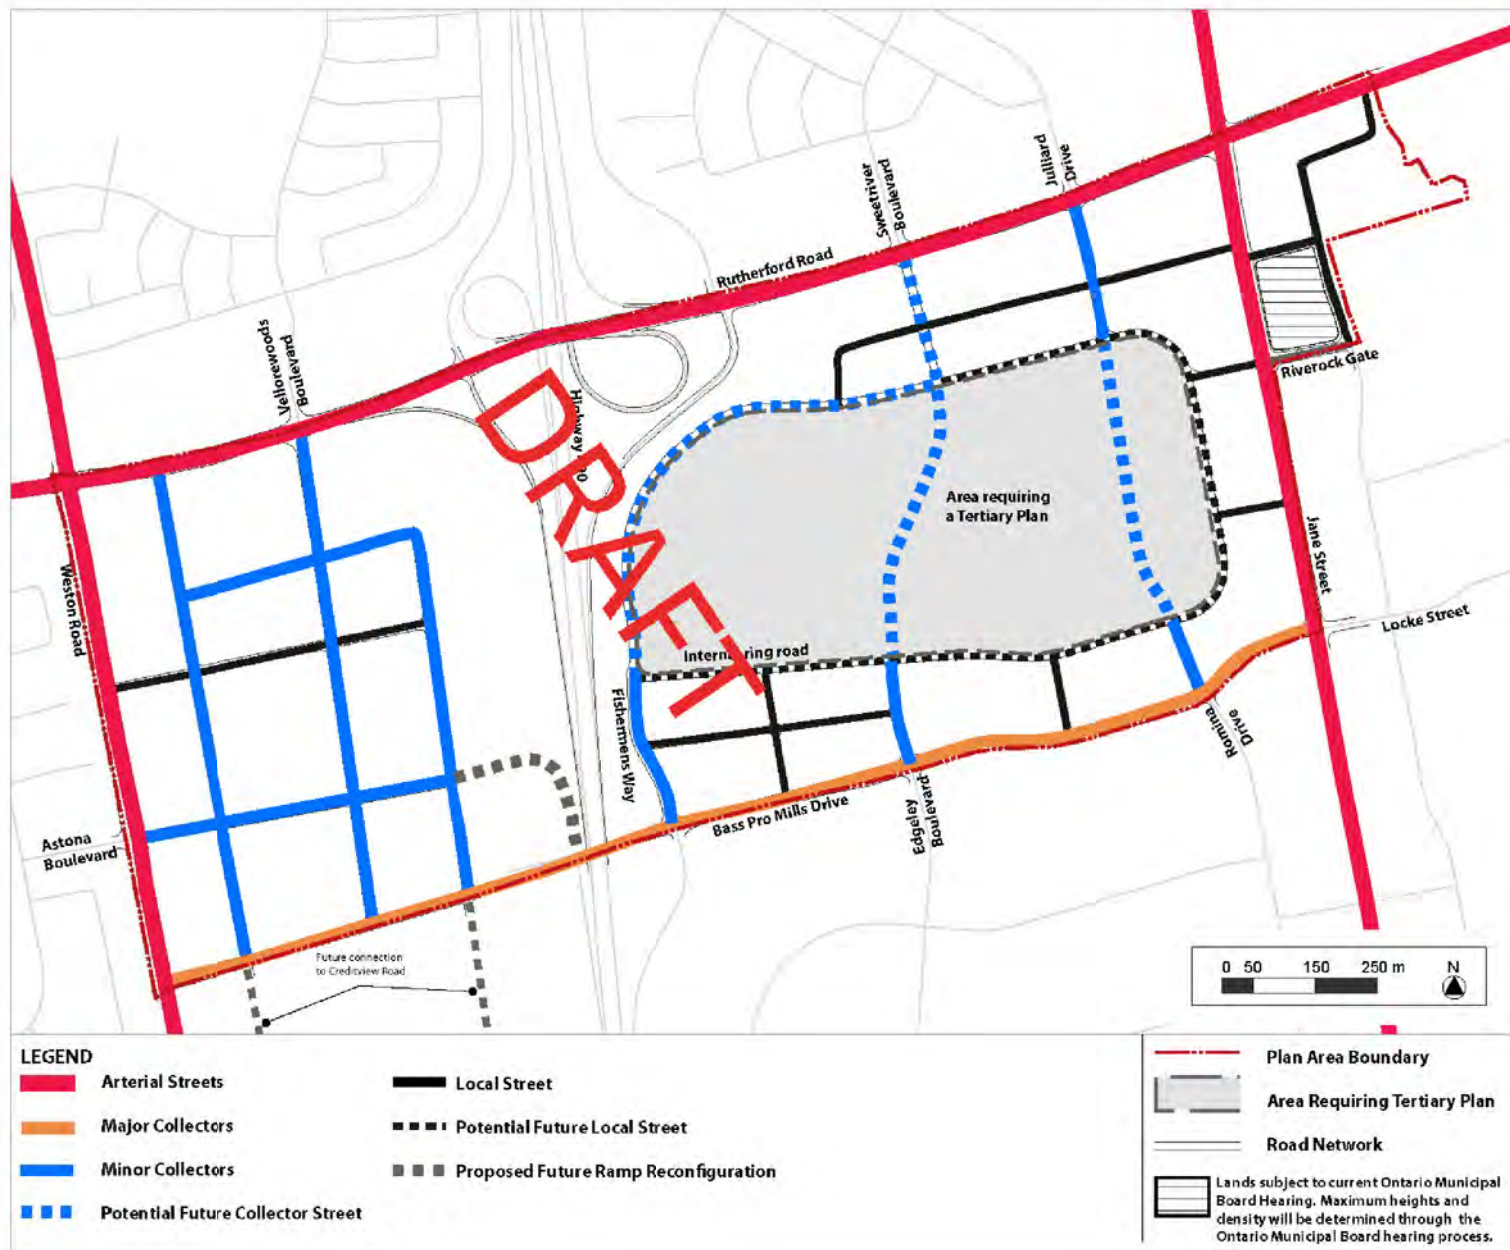 Sweetriver
Boulevard
Julliard
Drive
Rutherford Road
Vellorewoods
Boulevard
Riverock Gate
DRAFT
Area requiring
a Tertiary Plan
Weston Road
Jane Street
Locke Street
road
Fishermens Way
Romina
Drive
Bass Pro Mills Drive
Edgeley
Boulevard
Astona
Boulevard
Future connection
to Creditview Road
0 50 150 250 m
N
LEGEND
Arterial Streets
Major Collectors
Minor Collectors
Potential Future Collector Street
Local Street
Potential Future Local Street
Proposed Future Ramp Reconfiguration
Plan Area Boundary
Area Requiring Tertiary Plan
Road Network
Lands subject to current Ontario Municipal
Board Hearing. Maximum heights and
density will be determined through the
Ontario Municipal Board hearing process.